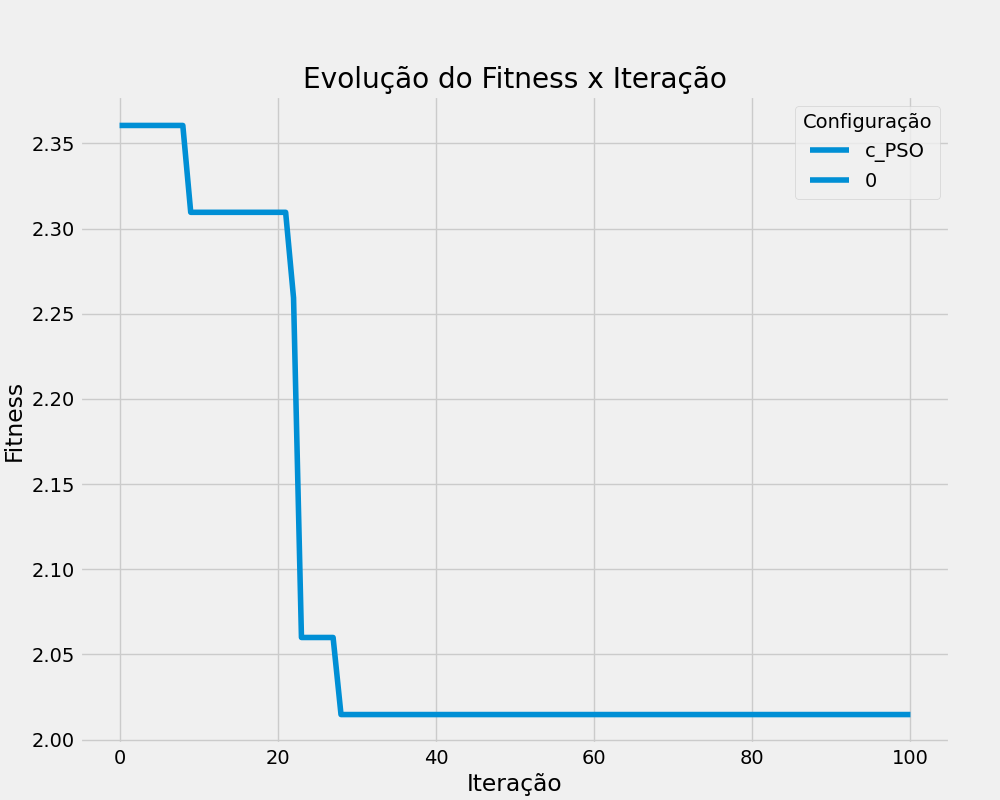 Evolução do Fitness x Iteração
Configuração
c_PSO
0
Fitness
2.35
2.30
2.25
2.20
2.15
2.10
2.05
2.00
0 20 40 60 80 100
Iteração